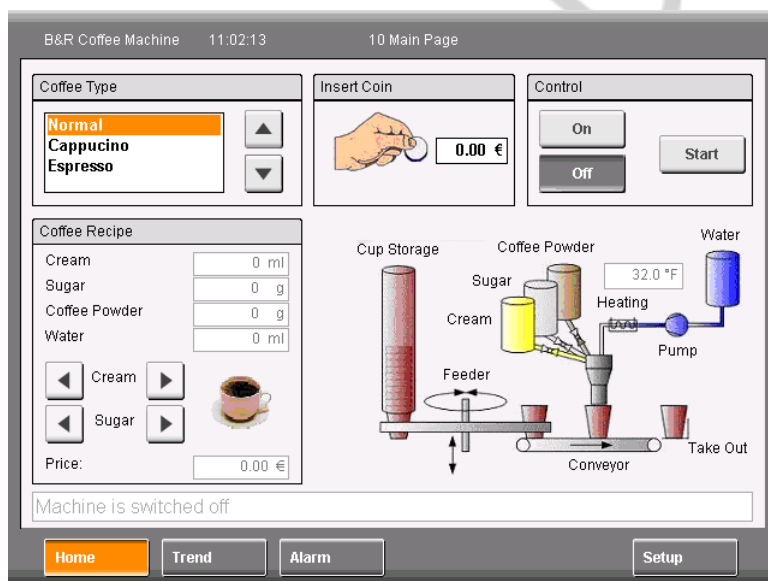 B&R Coffee Machine 11:02:13 10 Main Page
Coffee Type
Normal
Cappucino
Espresso
Insert Coin
0.00 €
Control
On
Off
Start
Coffee Recipe
Cream 0 ml
Sugar 0 g
Coffee Powder 0 g
Water 0 ml
Cream
Sugar
Price: 0.00 €
Cup Storage
Coffee Powder
Water
Sugar
32.0 °F
Cream
Heating
Pump
Feeder
Take Out
Conveyor
Machine is switched off
Home Trend Alarm Setup